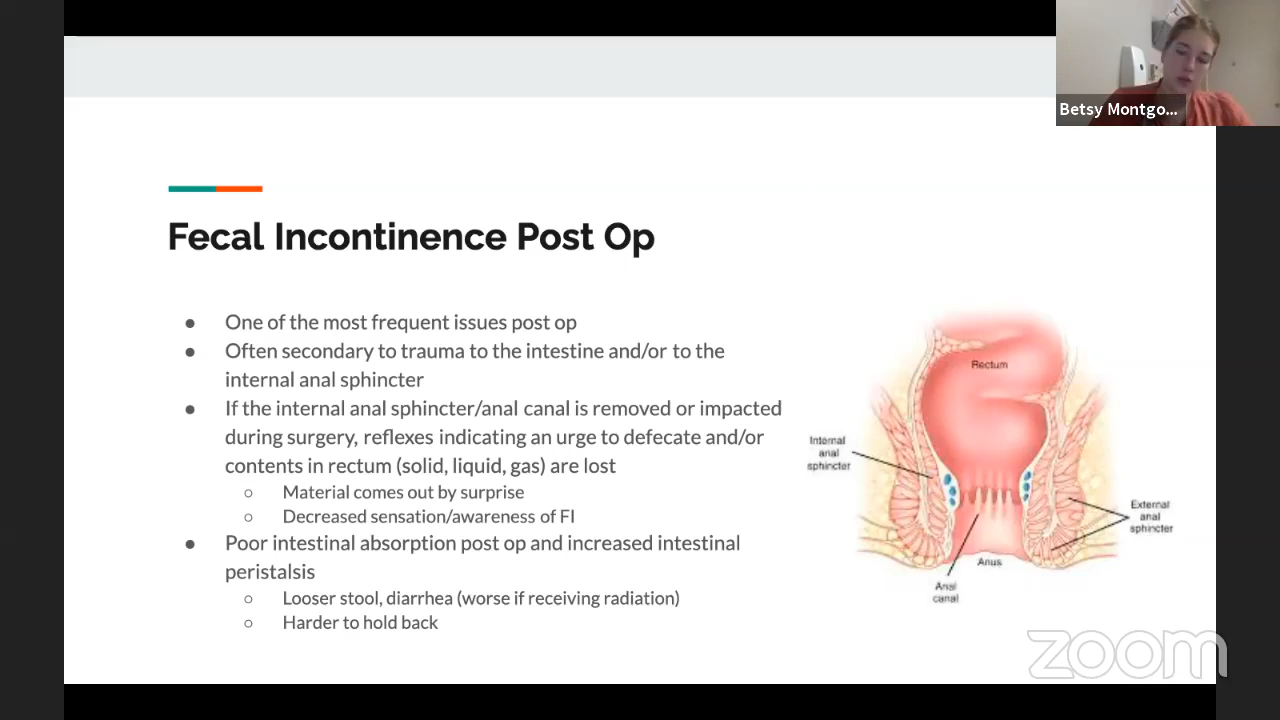 Betsy Montgo...
Fecal Incontinence Post Op
● One of the most frequent issues post op
● Often secondary to trauma to the intestine and/or to the
internal anal sphincter
● If the internal anal sphincter/anal canal is removed or impacted
during surgery, reflexes indicating an urge to defecate and/or
contents in rectum (solid, liquid, gas) are lost
○ Material comes out by surprise
○ Decreased sensation/awareness of FI
● Poor intestinal absorption post op and increased intestinal
peristalsis
○ Looser stool, diarrhea (worse if receiving radiation)
○ Harder to hold back
Rectum
Internal
anal
sphincter
External
anal
sphincter
Anus
Anal
canal
zoom